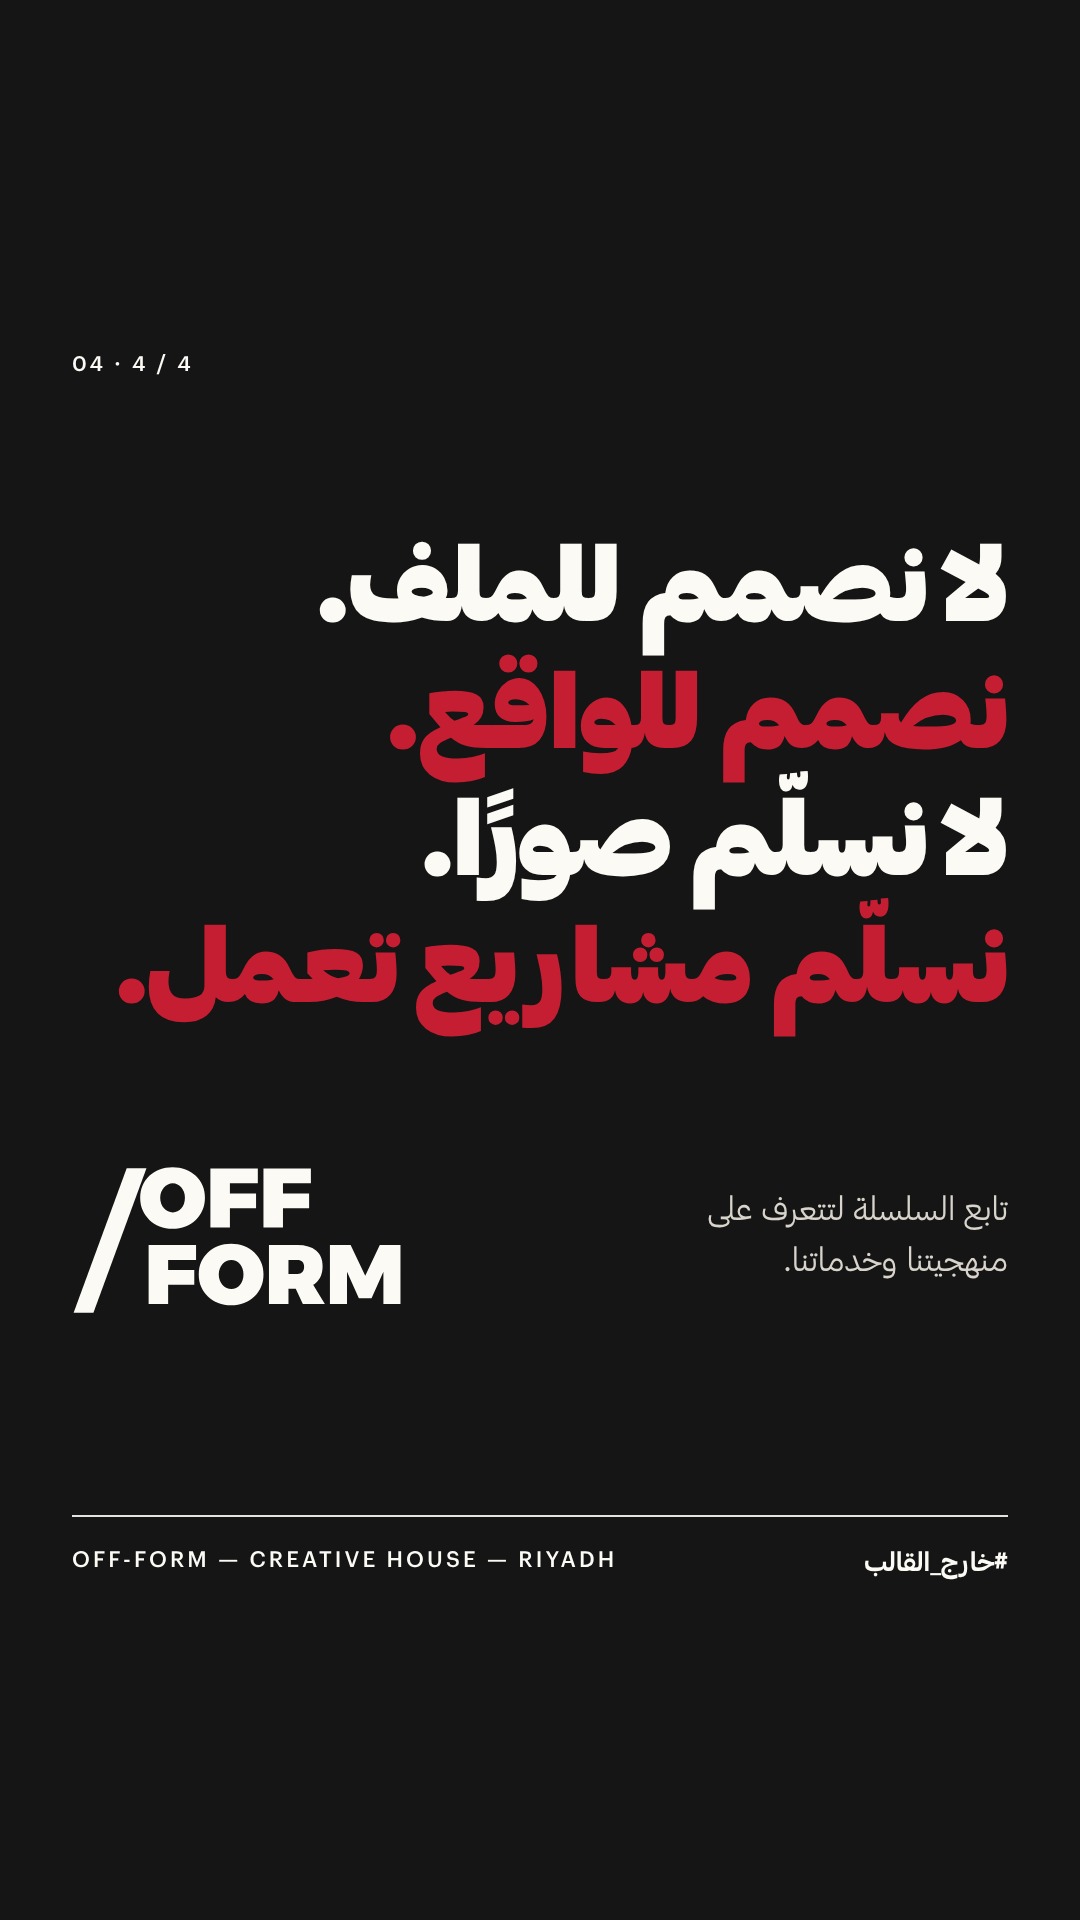 04 · 4 / 4
لا نصمم للملف.
نصمم للواقع.
لا نسلّم صورًا.
نسلّم مشاريع تعمل.
/OFF
FORM
تابع السلسلة لتتعرف على
منهجيتنا وخدماتنا.
OFF-FORM — CREATIVE HOUSE — RIYADH
#خارج_القالب